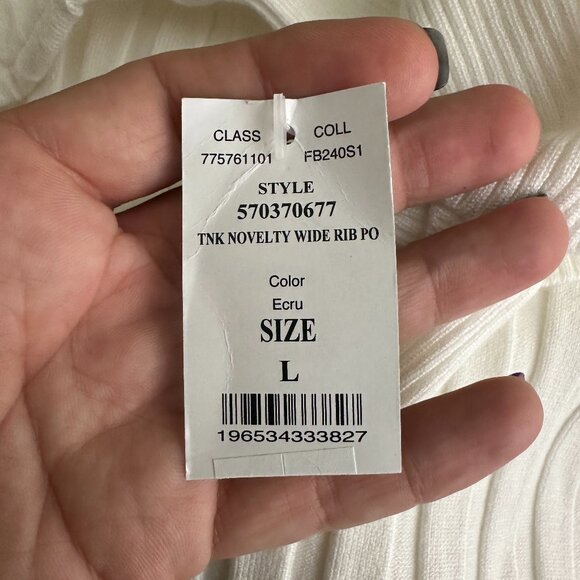 CLASS COLL
775761101 FB240S1
STYLE
570370677
TNK NOVELTY WIDE RIB PO
Color
Ecru
SIZE
L
196534333827